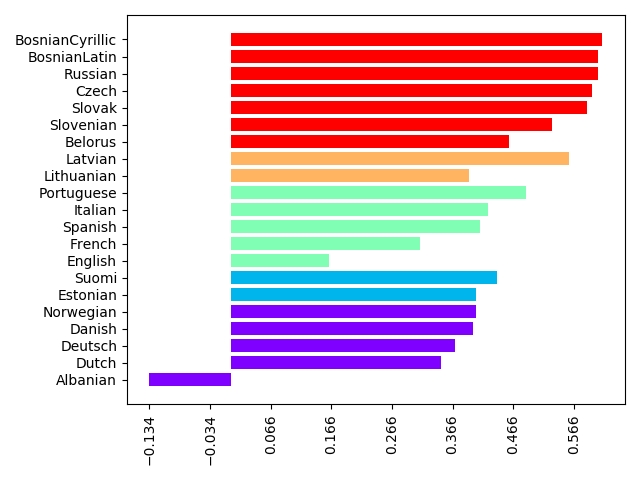 BosnianCyrillic
BosnianLatin
Russian
Czech
Slovak
Slovenian
Belorus
Latvian
Lithuanian
Portuguese
Italian
Spanish
French
English
Suomi
Estonian
Norwegian
Danish
Deutsch
Dutch
Albanian
−0.134
−0.034
0.066
0.166
0.266
0.366
0.466
0.566